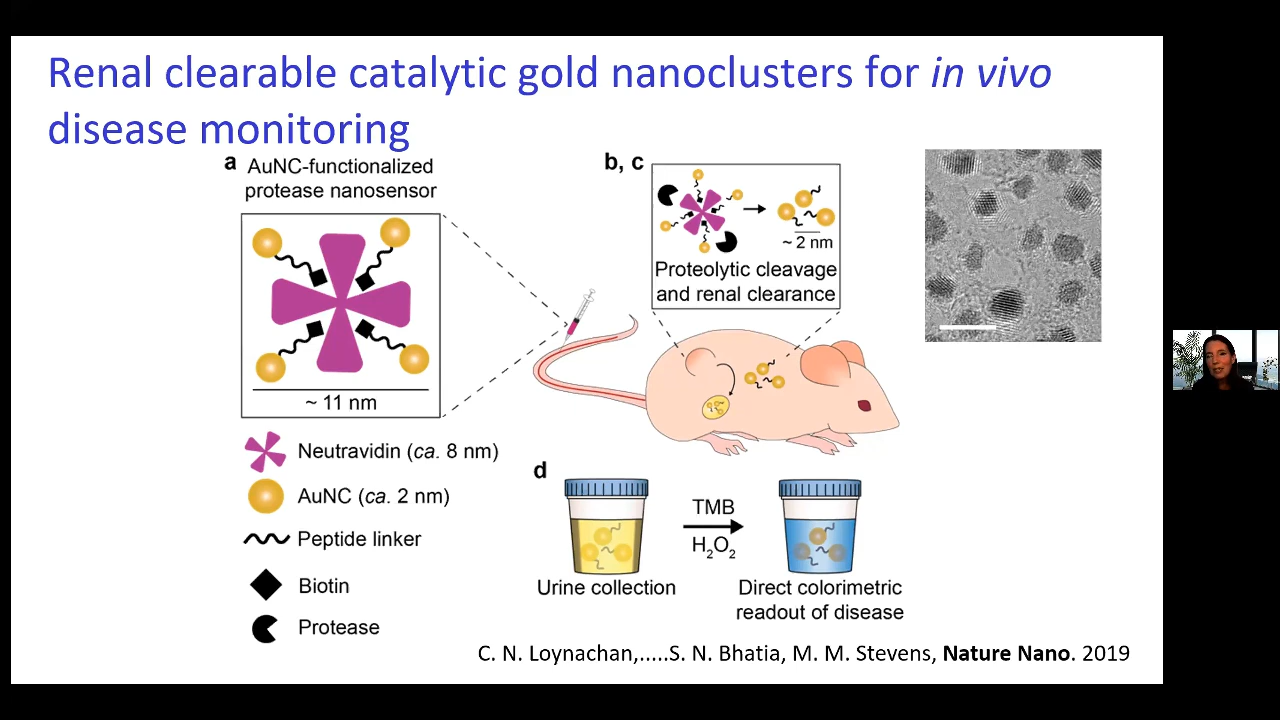 Renal clearable catalytic gold nanoclusters for in vivo
disease monitoring
a AuNC-functionalized
protease nanosensor
~ 11 nm
Neutravidin (ca. 8 nm)
AuNC (ca. 2 nm)
Peptide linker
Biotin
Protease
b, c
~ 2 nm
Proteolytic cleavage
and renal clearance
d
Urine collection
TMB
H₂O₂
Direct colorimetric
readout of disease
C. N. Loynachan,.....S. N. Bhatia, M. M. Stevens, Nature Nano. 2019